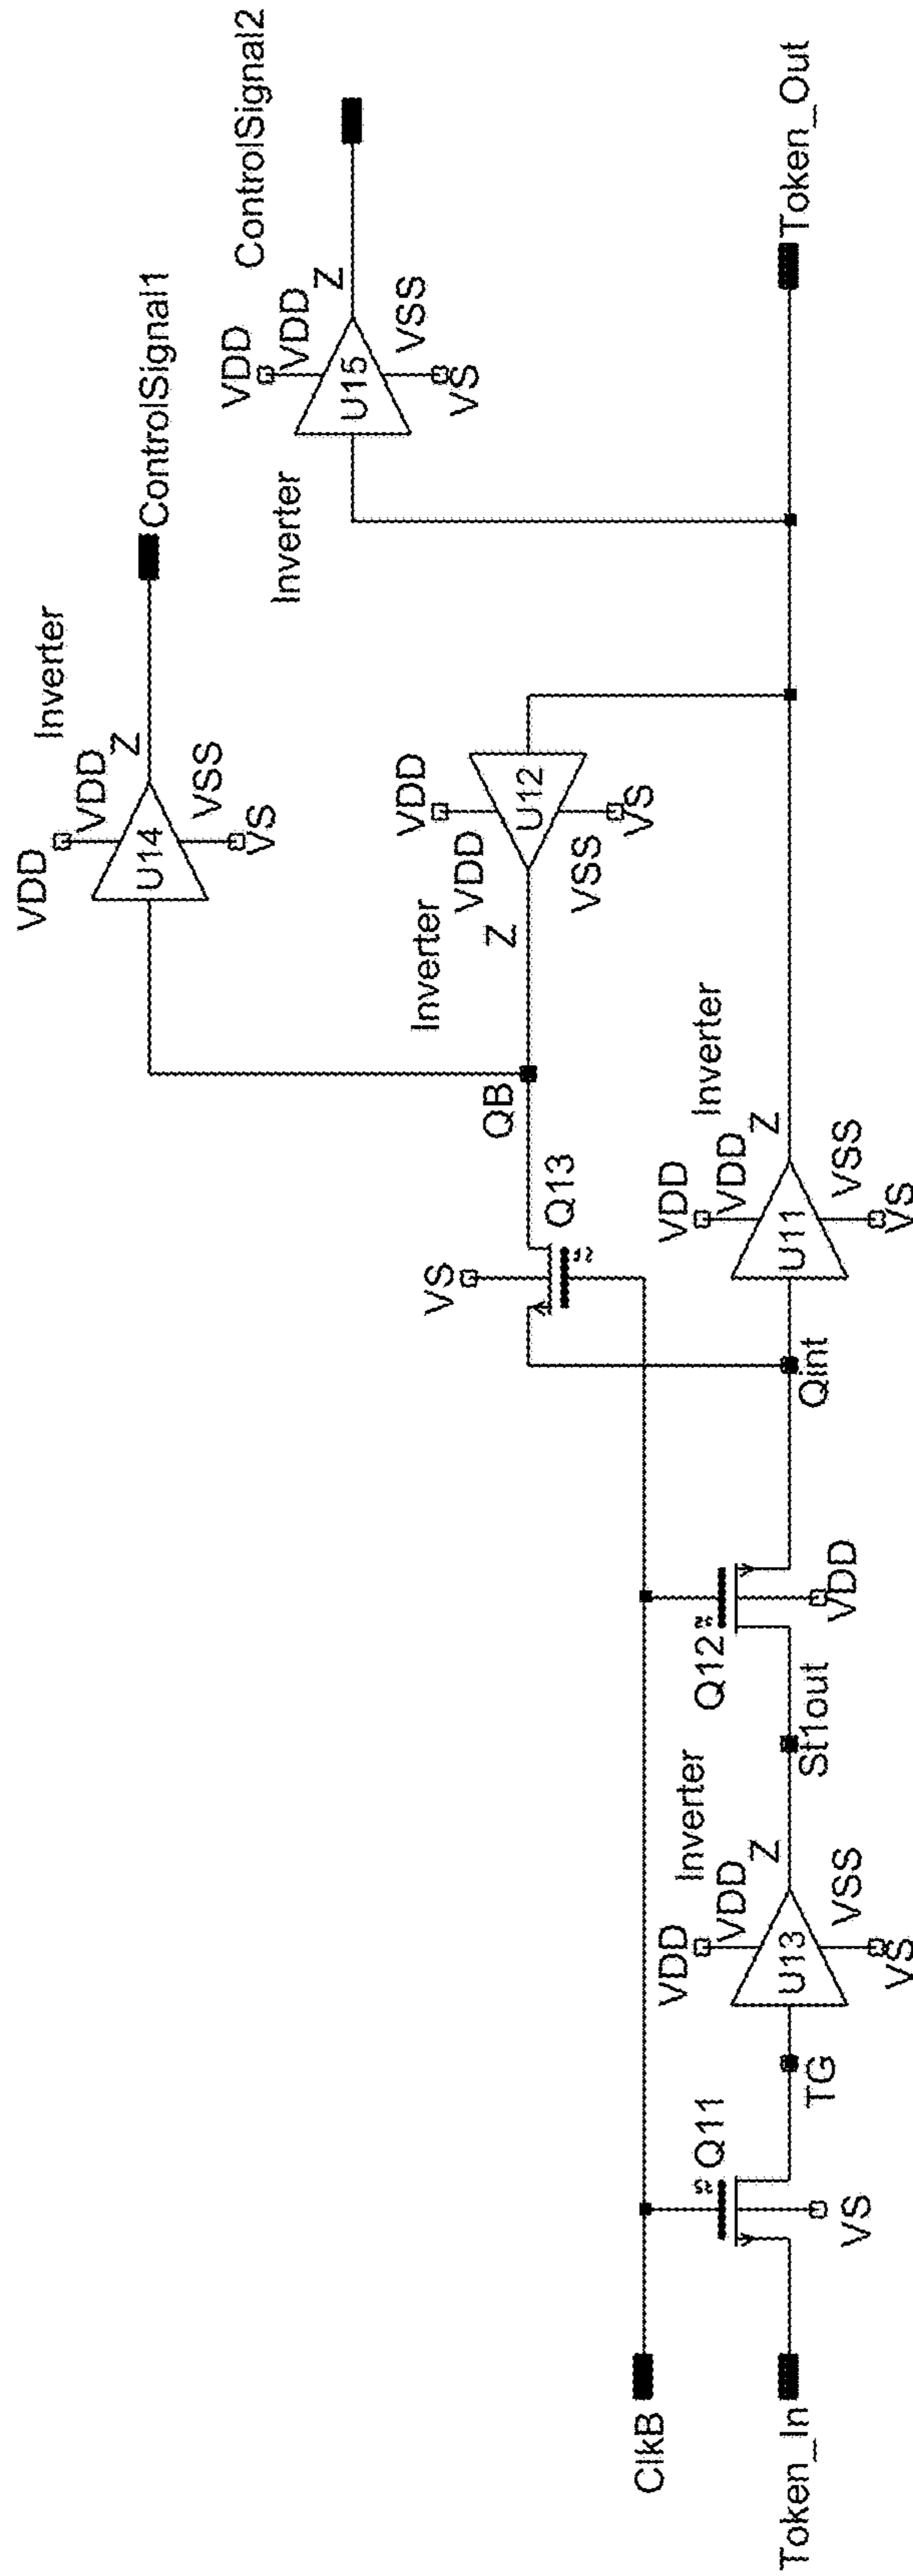 VDD
VDD
U14
Z
Inverter
VSS
VS
ControlSignal1
VDD
VDD
U15
Z
Inverter
VSS
VS
ControlSignal2
VDD
VDD
U12
Z
Inverter
VSS
VS
QB
VS
Q13
ClkB
Token_In
Q11
VS
TG
VDD
VDD
U13
Z
Inverter
VSS
VS
St1out
Q12
VDD
Qint
VDD
VDD
U11
Z
Inverter
VSS
VS
Token_Out